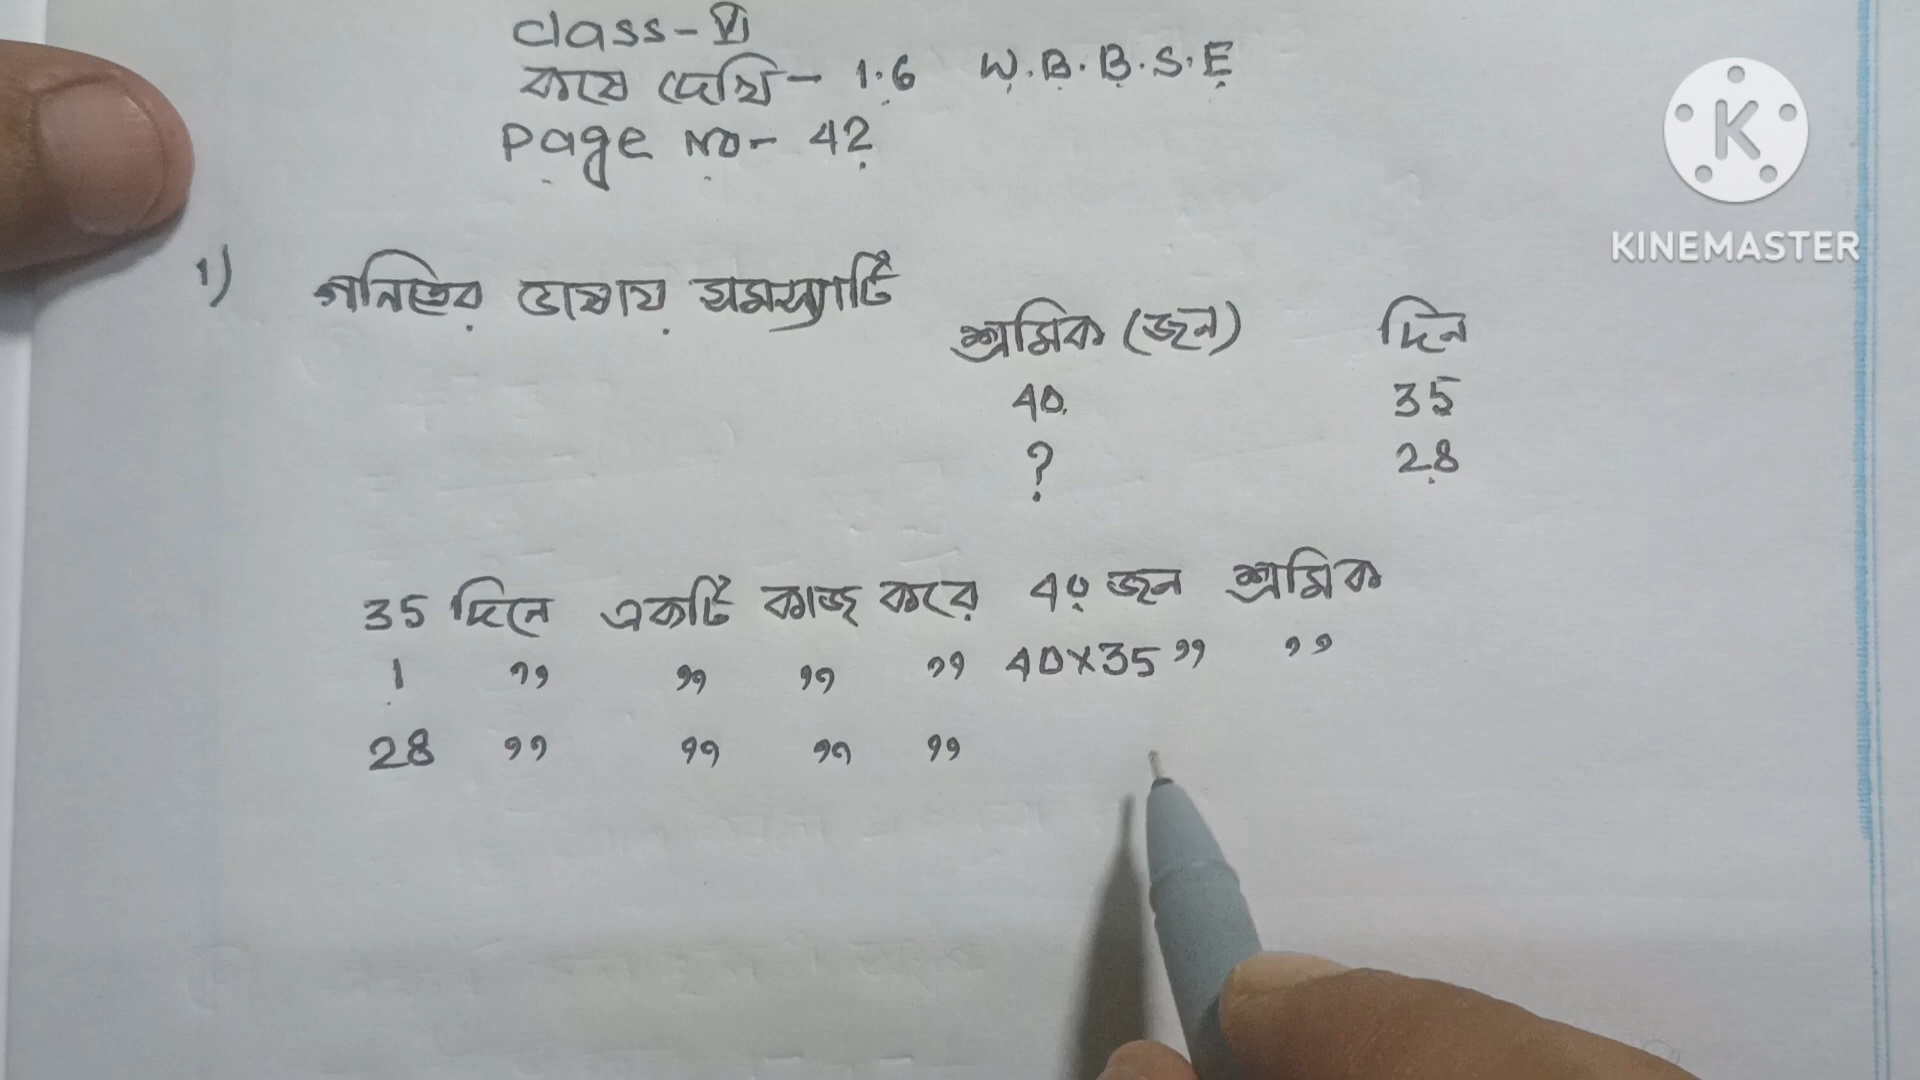 class-VI
কষে দেখি- 1.6 W.B.B.S.E
page no- 42
K
KINEMASTER
1) গনিতের ভাষায় সমস্যাটি
শ্রমিক (জন) দিন
40 35
? 28
35 দিনে একটি কাজ করে 40 জন শ্রমিক
1 ,, ,, ,, ,, 40×35 ,, ,,
28 ,, ,, ,, ,,